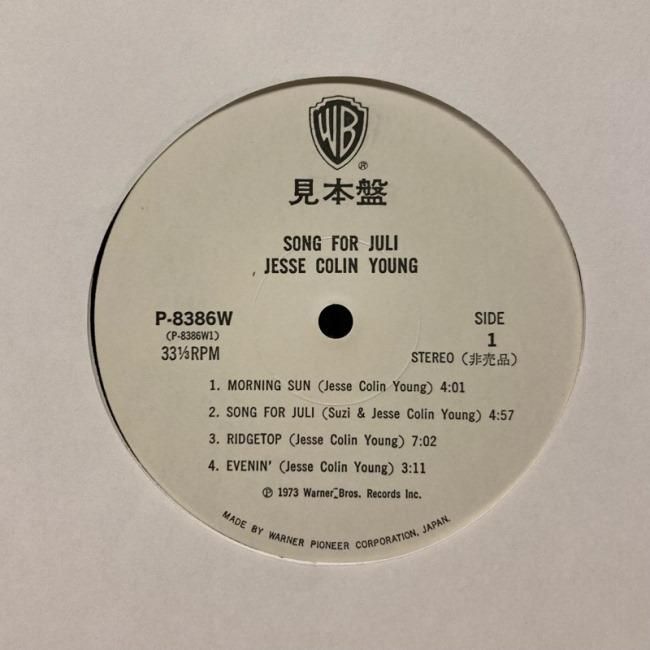 WB
®
見本盤
SONG FOR JULI
JESSE COLIN YOUNG
P-8386W
(P-8386W1)
33⅓RPM
SIDE
1
STEREO (非売品)
1. MORNING SUN (Jesse Colin Young) 4:01
2. SONG FOR JULI (Suzi & Jesse Colin Young) 4:57
3. RIDGETOP (Jesse Colin Young) 7:02
4. EVENIN' (Jesse Colin Young) 3:11
℗ 1973 Warner Bros. Records Inc.
MADE BY WARNER PIONEER CORPORATION, JAPAN.